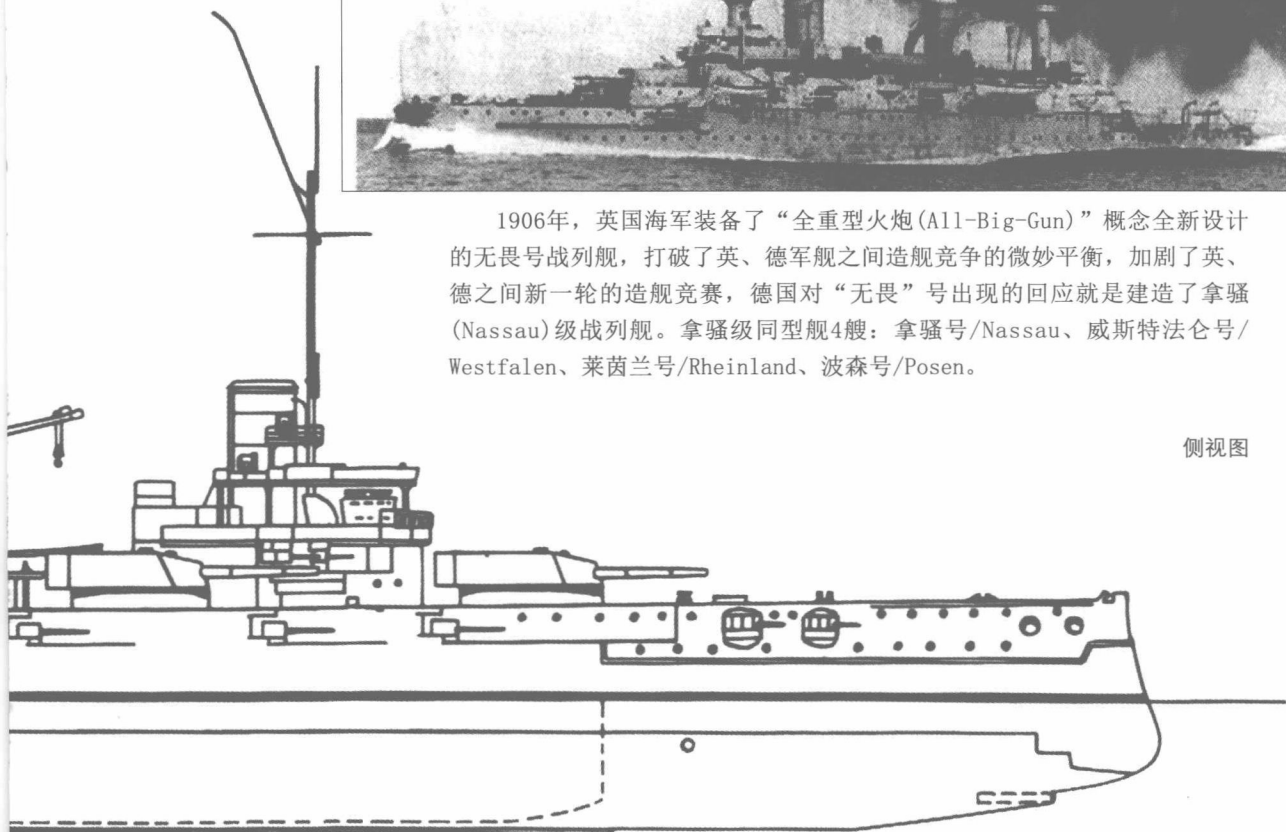 1906年，英国海军装备了“全重型火炮(All-Big-Gun)”概念全新设计
的无畏号战列舰，打破了英、德军舰之间造舰竞争的微妙平衡，加剧了英、
德之间新一轮的造舰竞赛，德国对“无畏”号出现的回应就是建造了拿骚
(Nassau)级战列舰。拿骚级同型舰4艘：拿骚号/Nassau、威斯特法仑号/
Westfalen、莱茵兰号/Rheinland、波森号/Posen。
侧视图